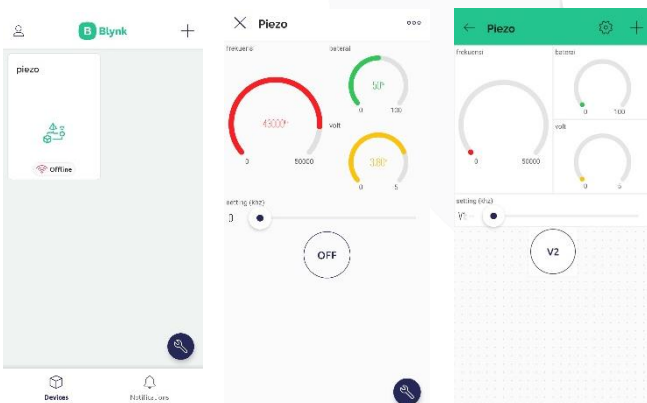 Blynk
piezo
Offline
Devices
Notifications
Piezo
frekuensi
baterai
43000
50
0
100
volt
0
50000
3.80
0
5
setting (khz)
0
OFF
Piezo
frekuensi
baterai
0
100
volt
0
50000
0
5
setting (khz)
V1
V2